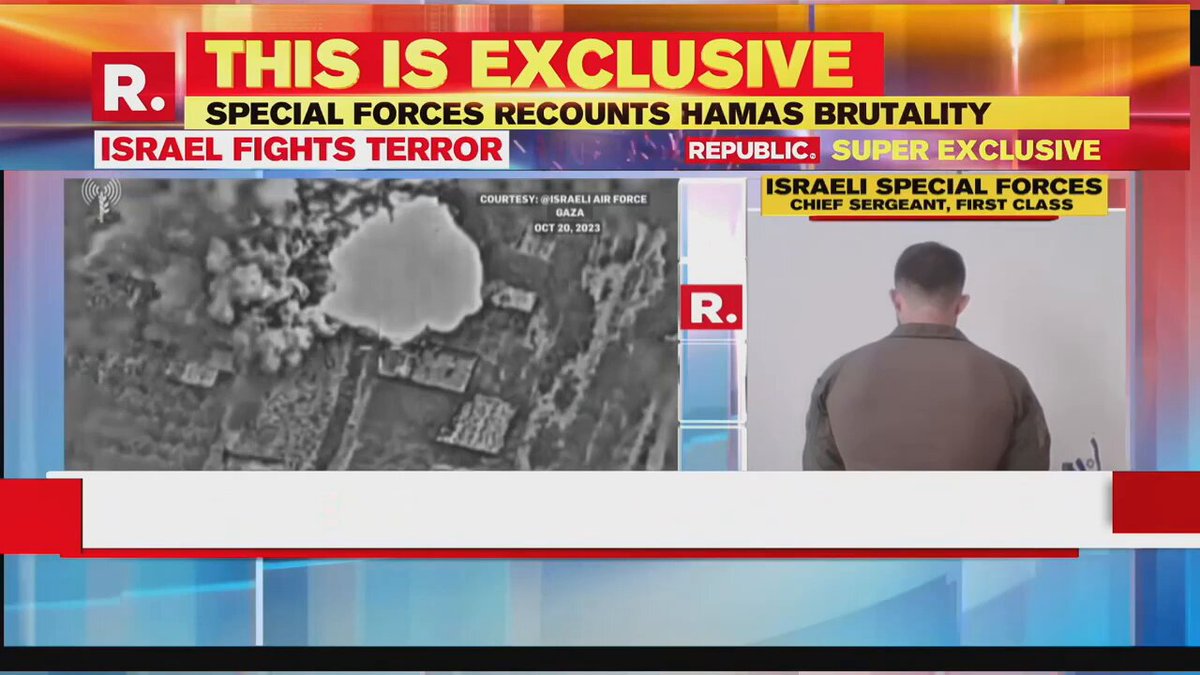 THIS IS EXCLUSIVE
R.
SPECIAL FORCES RECOUNTS HAMAS BRUTALITY
ISRAEL FIGHTS TERROR
REPUBLIC.
SUPER EXCLUSIVE
COURTESY: @ISRAELI AIR FORCE
GAZA
OCT 20, 2023
ISRAELI SPECIAL FORCES
CHIEF SERGEANT, FIRST CLASS
R.